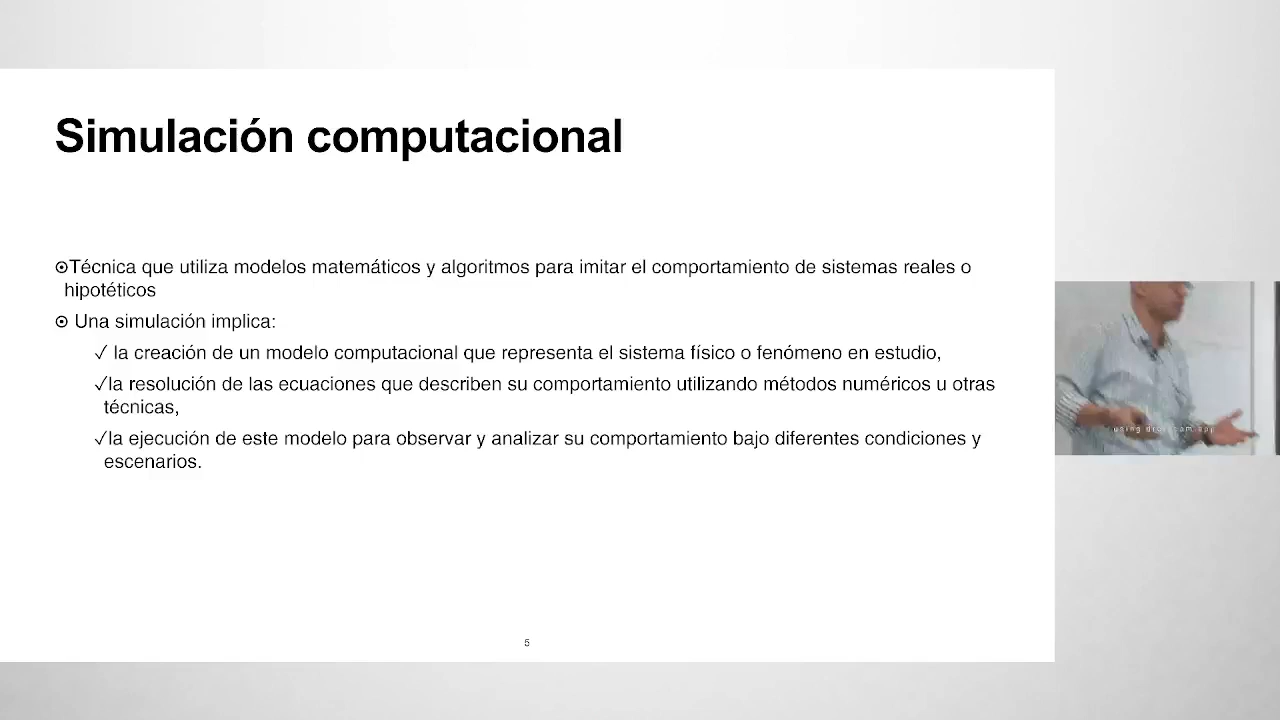 Simulación computacional
⊙Técnica que utiliza modelos matemáticos y algoritmos para imitar el comportamiento de sistemas reales o
hipotéticos
⊙ Una simulación implica:
✓ la creación de un modelo computacional que representa el sistema físico o fenómeno en estudio,
✓la resolución de las ecuaciones que describen su comportamiento utilizando métodos numéricos u otras
técnicas,
✓la ejecución de este modelo para observar y analizar su comportamiento bajo diferentes condiciones y
escenarios.
using
5